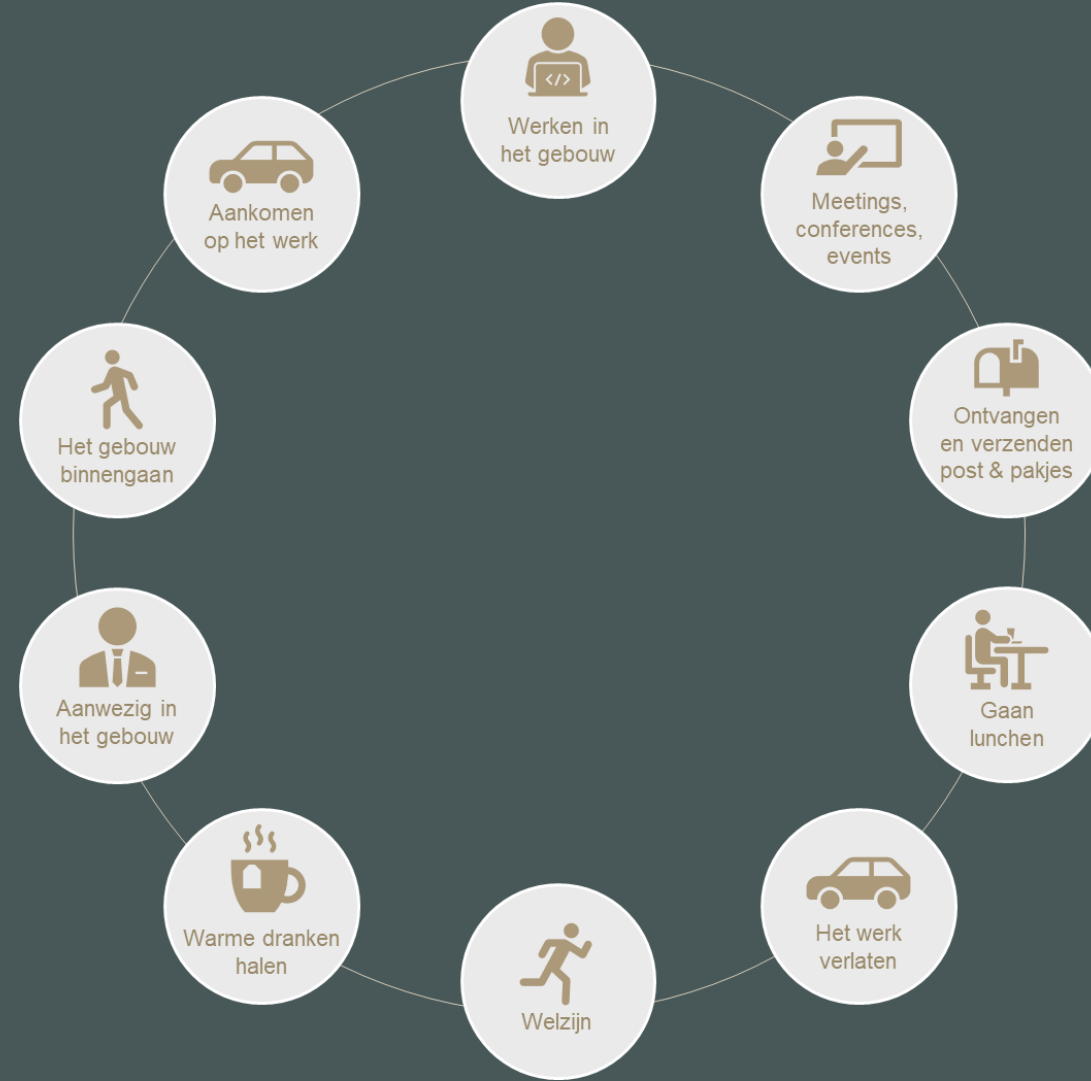 Werken in
het gebouw
Meetings,
conferences,
events
Ontvangen
en verzenden
post & pakjes
Gaan
lunchen
Het werk
verlaten
Welzijn
Warme dranken
halen
Aanwezig in
het gebouw
Het gebouw
binnengaan
Aankomen
op het werk